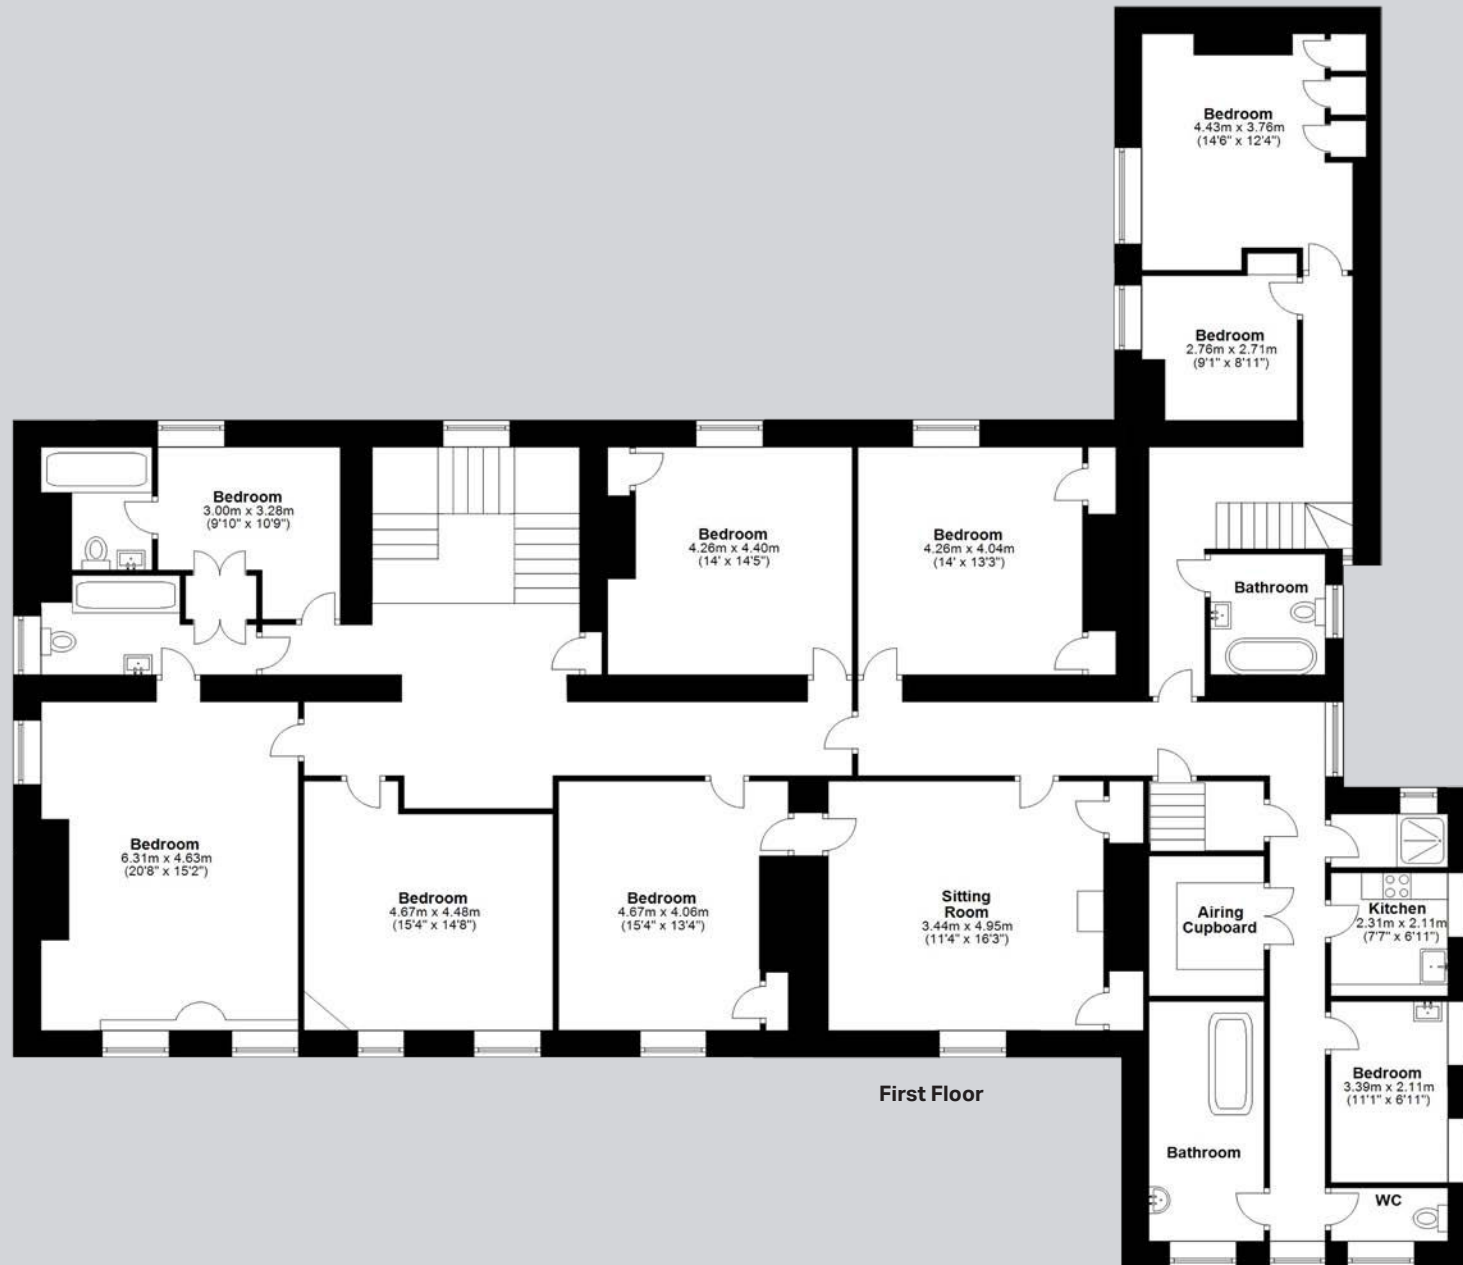 Bedroom
4.43m x 3.76m
(14'6" x 12'4")
Bedroom
2.76m x 2.71m
(9'1" x 8'11")
Bedroom
3.00m x 3.28m
(9'10" x 10'9")
Bedroom
4.26m x 4.40m
(14' x 14'5")
Bedroom
4.26m x 4.04m
(14' x 13'3")
Bathroom
Bedroom
6.31m x 4.63m
(20'8" x 15'2")
Bedroom
4.67m x 4.48m
(15'4" x 14'8")
Bedroom
4.67m x 4.06m
(15'4" x 13'4")
Sitting
Room
3.44m x 4.95m
(11'4" x 16'3")
Airing
Cupboard
Kitchen
2.31m x 2.11m
(7'7" x 6'11")
Bedroom
3.39m x 2.11m
(11'1" x 6'11")
Bathroom
WC
First Floor